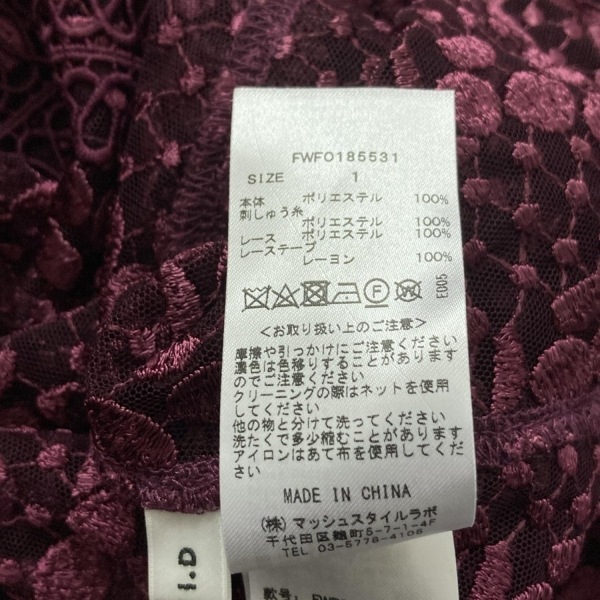 FWFO185531
SIZE 1
本体 ポリエステル 100%
刺しゅう糸
ポリエステル 100%
レース ポリエステル 100%
レーステープ
レーヨン 100%
E005
<お取り扱い上のご注意>
摩擦や引っかけにご注意ください
濃色は色移りすることがあります
のでご注意ください
クリーニングの際はネットを使用
してください
他の物と分けて洗ってください
洗たくで多少縮むことがあります
アイロンはあて布を使用してくださ
い
MADE IN CHINA
(株)マッシュスタイルラボ
千代田区麹町5-7-1-4F
TEL 03-5778-4106
I.D
款号